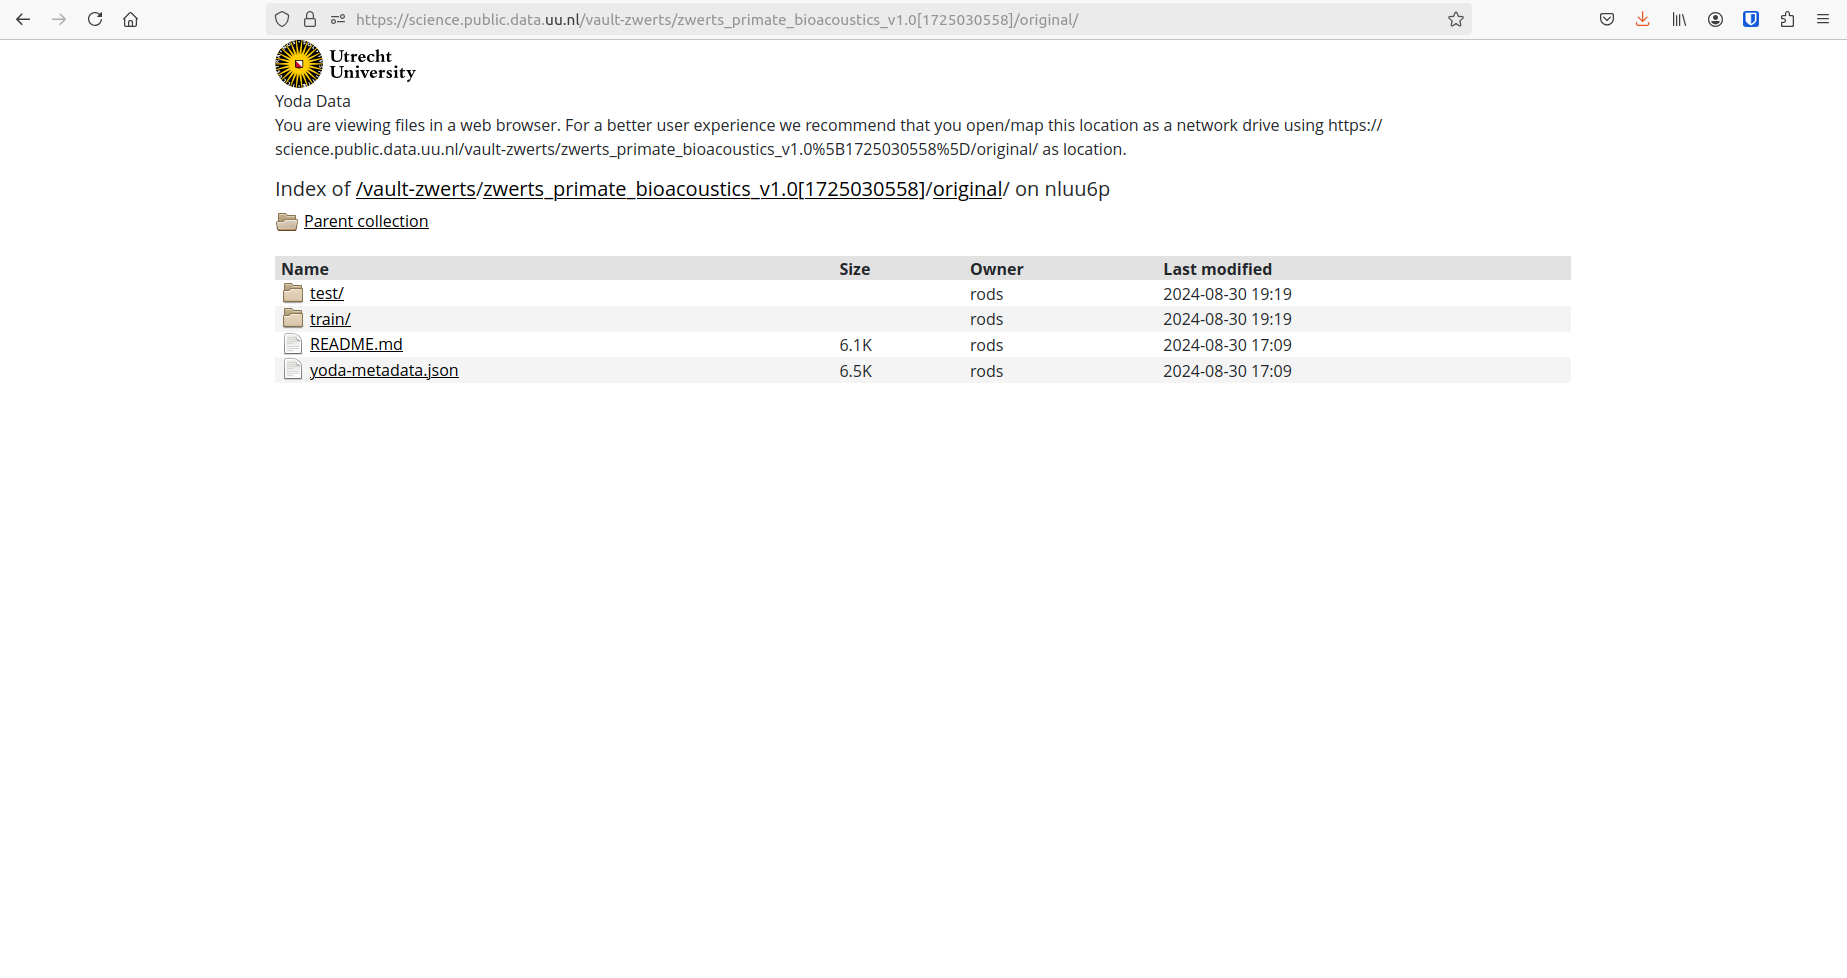 https://science.public.data.uu.nl/vault-zwerts/zwerts_primate_bioacoustics_v1.0[1725030558]/original/
Utrecht
University
Yoda Data
You are viewing files in a web browser. For a better user experience we recommend that you open/map this location as a network drive using https://
science.public.data.uu.nl/vault-zwerts/zwerts_primate_bioacoustics_v1.0%5B1725030558%5D/original/ as location.
Index of /vault-zwerts/zwerts_primate_bioacoustics_v1.0[1725030558]/original/ on nluu6p
Parent collection
Name Size Owner Last modified
test/ rods 2024-08-30 19:19
train/ rods 2024-08-30 19:19
README.md 6.1K rods 2024-08-30 17:09
yoda-metadata.json 6.5K rods 2024-08-30 17:09